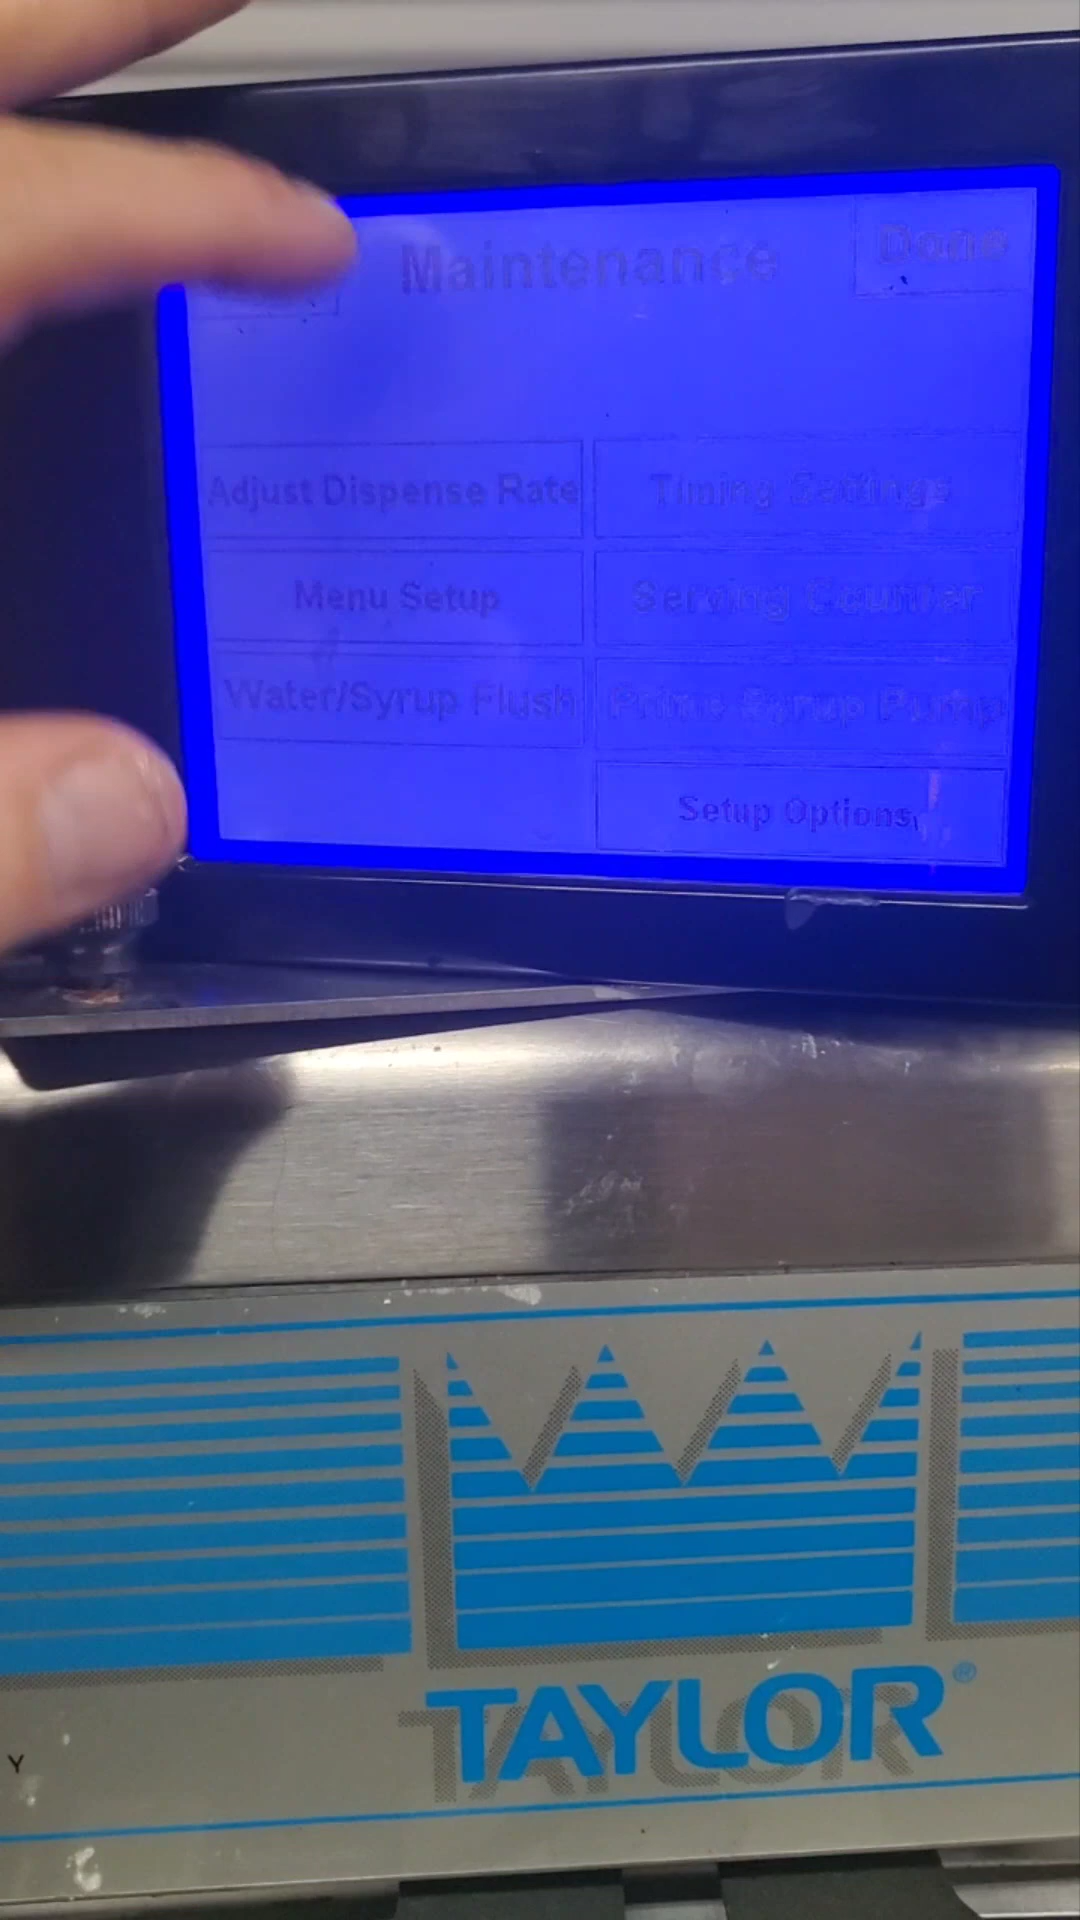 Maintenance
Done
Adjust Dispense Rate
Timing Settings
Menu Setup
Serving Counter
Water/Syrup Flush
Prime Syrup Pump
Setup Options
TAYLOR®
Y